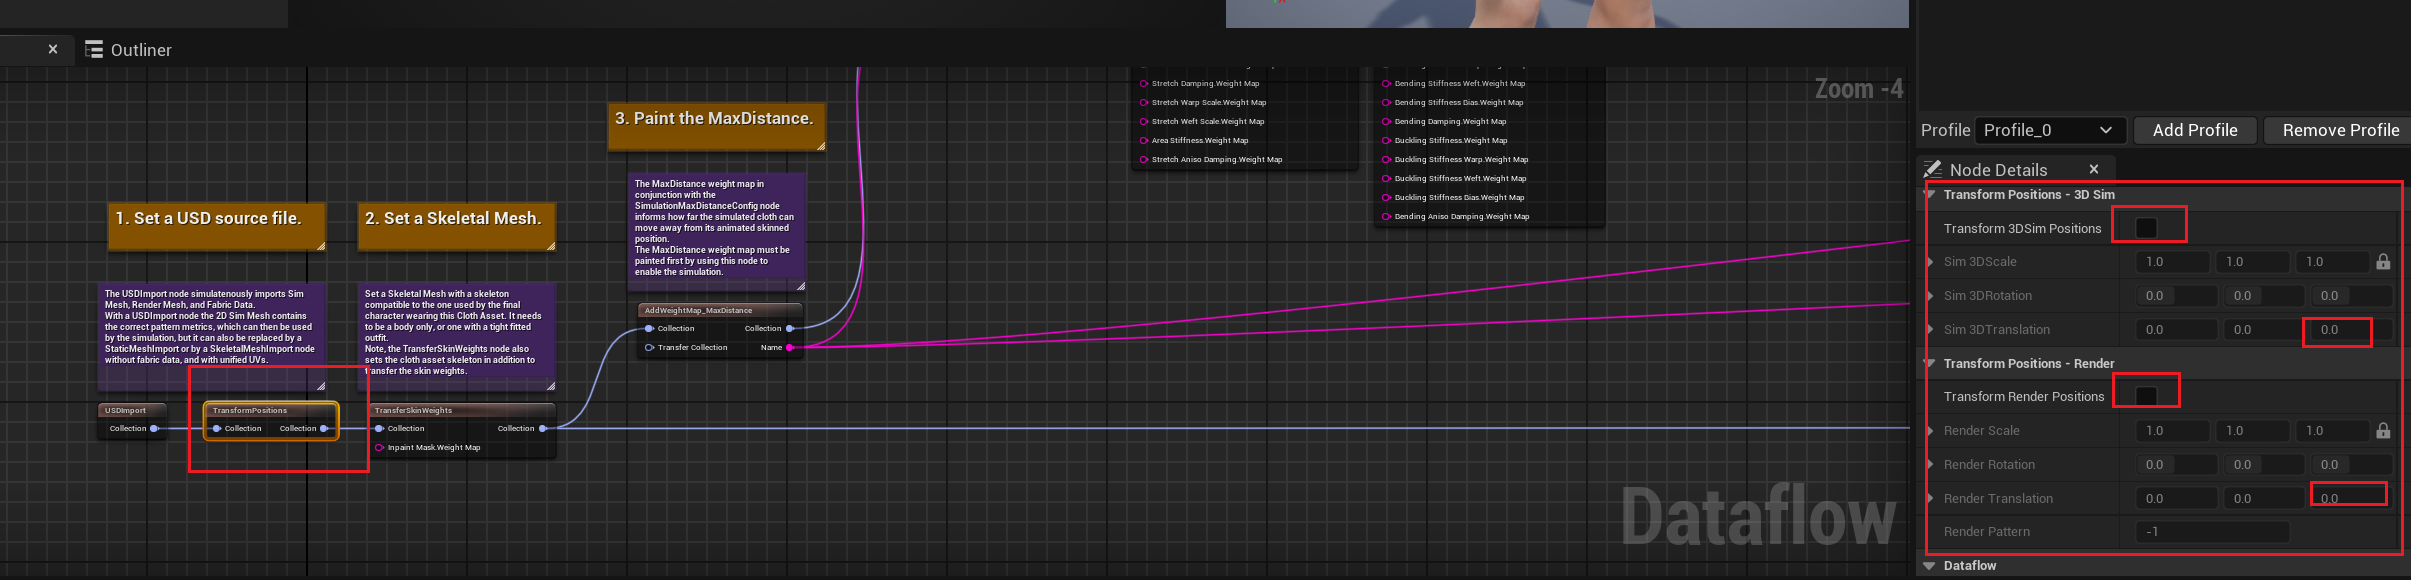 Outliner
Zoom -4
Stretch Damping.Weight Map
Stretch Warp Scale.Weight Map
Stretch Weft Scale.Weight Map
Area Stiffness.Weight Map
Stretch Aniso Damping.Weight Map
Bending Stiffness Weft.Weight Map
Bending Stiffness Bias.Weight Map
Bending Damping.Weight Map
Buckling Stiffness.Weight Map
Buckling Stiffness Warp.Weight Map
Buckling Stiffness Weft.Weight Map
Buckling Stiffness Bias.Weight Map
Bending Aniso Damping.Weight Map
3. Paint the MaxDistance.
The MaxDistance weight map in
conjunction with the
SimulationMaxDistanceConfig node
informs how far the simulated cloth can
move away from its animated skinned
position.
The MaxDistance weight map must be
painted first by using this node to
enable the simulation.
1. Set a USD source file.
The USDImport node simulatenously imports Sim
Mesh, Render Mesh, and Fabric Data.
With a USDImport node the 2D Sim Mesh contains
the correct pattern metrics, which can then be used
by the simulation, but it can also be replaced by a
StaticMeshImport or by a SkeletalMeshImport node
without fabric data, and with unified UVs.
2. Set a Skeletal Mesh.
Set a Skeletal Mesh with a skeleton
compatible to the one used by the final
character wearing this Cloth Asset. It needs
to be a body only, or one with a tight fitted
outfit.
Note, the TransferSkinWeights node also
sets the cloth asset skeleton in addition to
transfer the skin weights.
AddWeightMap_MaxDistance
Collection Collection
Transfer Collection Name
USDImport
Collection
TransformPositions
Collection Collection
TransferSkinWeights
Collection Collection
Inpaint Mask.Weight Map
Dataflow
Profile Profile_0 Add Profile Remove Profile
Node Details
Transform Positions - 3D Sim
Transform 3DSim Positions
Sim 3DScale 1.0 1.0 1.0
Sim 3DRotation 0.0 0.0 0.0
Sim 3DTranslation 0.0 0.0 0.0
Transform Positions - Render
Transform Render Positions
Render Scale 1.0 1.0 1.0
Render Rotation 0.0 0.0 0.0
Render Translation 0.0 0.0 0.0
Render Pattern -1
Dataflow